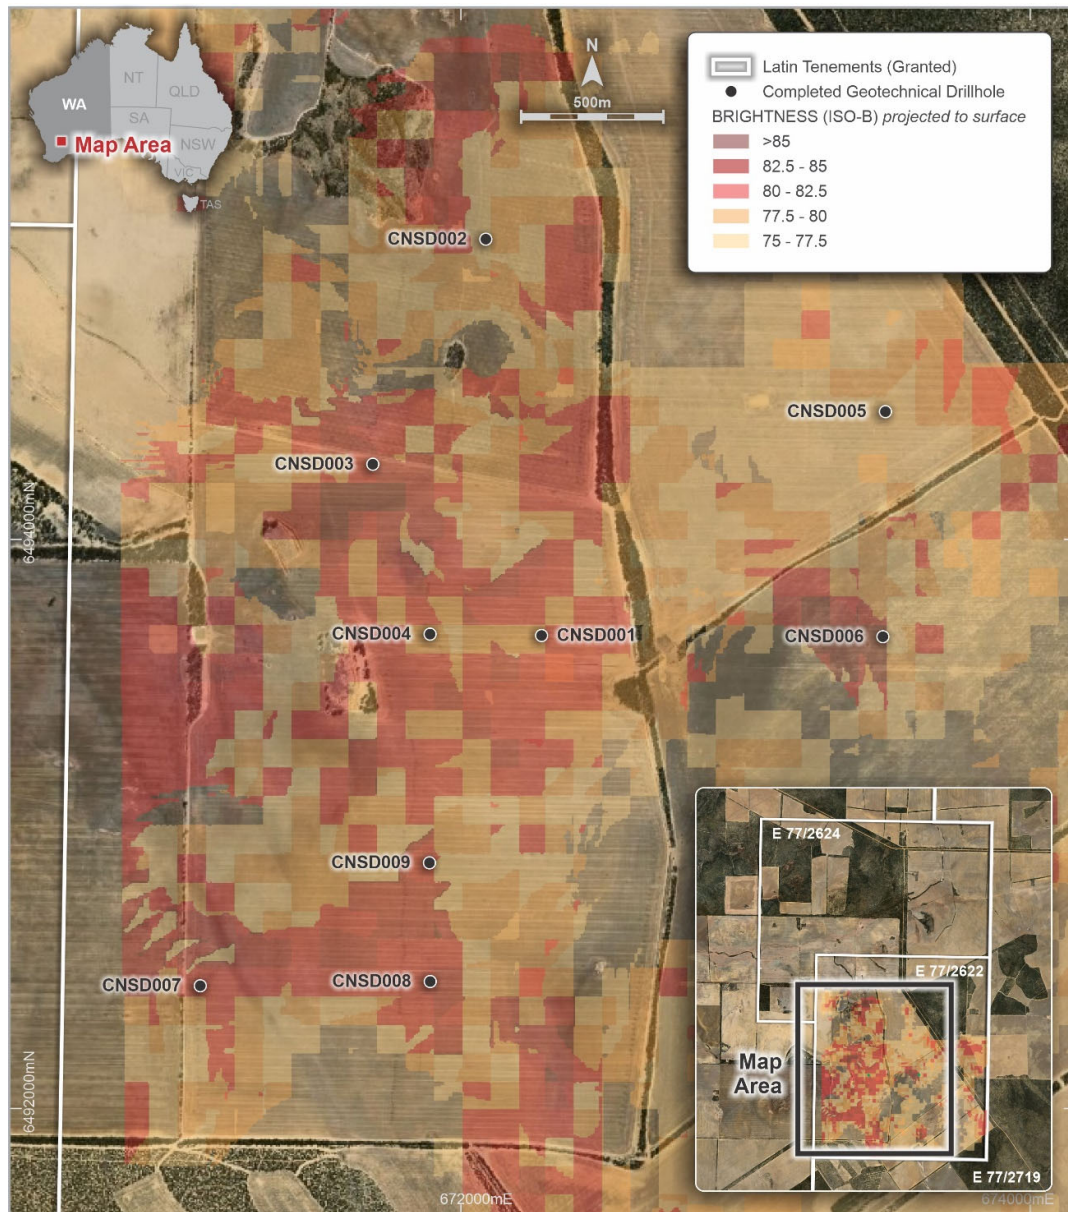 NT
QLD
WA
SA
NSW
VIC
TAS
Map Area
N
500m
Latin Tenements (Granted)
Completed Geotechnical Drillhole
BRIGHTNESS (ISO-B) projected to surface
>85
82.5 - 85
80 - 82.5
77.5 - 80
75 - 77.5
CNSD002
CNSD005
CNSD003
6494000mN
CNSD004
CNSD001
CNSD006
CNSD009
CNSD007
CNSD008
6492000mN
E 77/2624
E 77/2622
Map
Area
E 77/2719
672000mE
674000mE